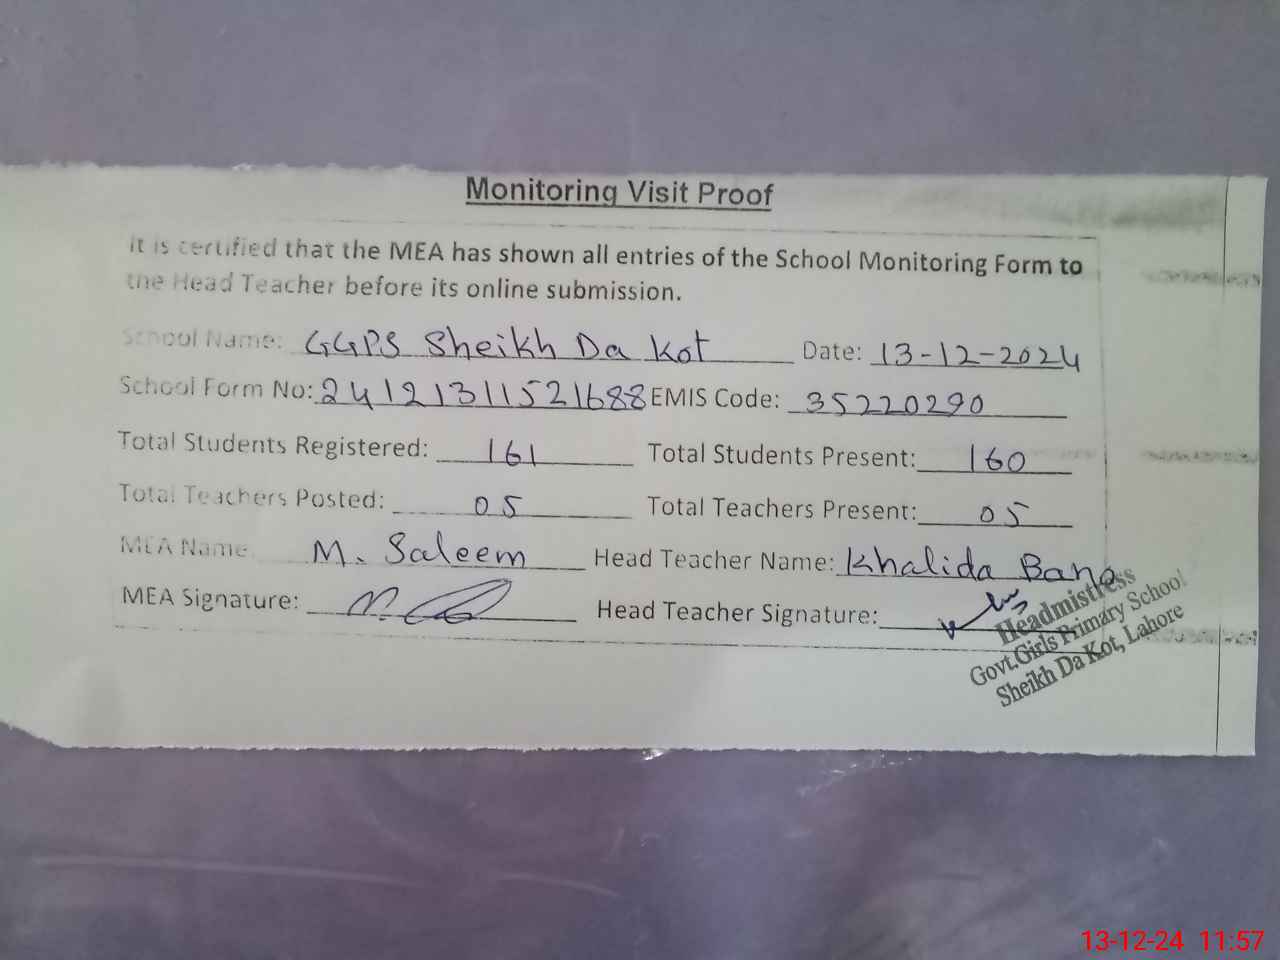 Monitoring Visit Proof
It is certified that the MEA has shown all entries of the School Monitoring Form to
the Head Teacher before its online submission.
School Name: GGPS Sheikh Da Kot Date: 13-12-2024
School Form No: 24121311521688 EMIS Code: 35220290
Total Students Registered: 161 Total Students Present: 160
Total Teachers Posted: 05 Total Teachers Present: 05
MEA Name M. Saleem Head Teacher Name: Khalida Bano
MEA Signature: Head Teacher Signature:
Headmistress
Govt.Girls Primary School
Sheikh Da Kot, Lahore
13-12-24 11:57